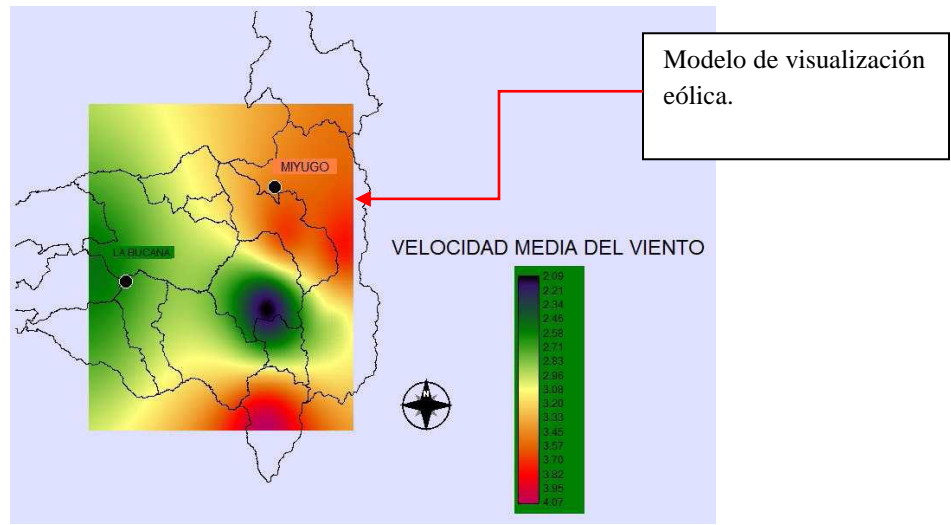 Modelo de visualización
eólica.
MIYUGO
LA BUCANA
VELOCIDAD MEDIA DEL VIENTO
2.09
2.21
2.34
2.46
2.58
2.71
2.83
2.96
3.08
3.20
3.33
3.45
3.57
3.70
3.82
3.95
4.07
N